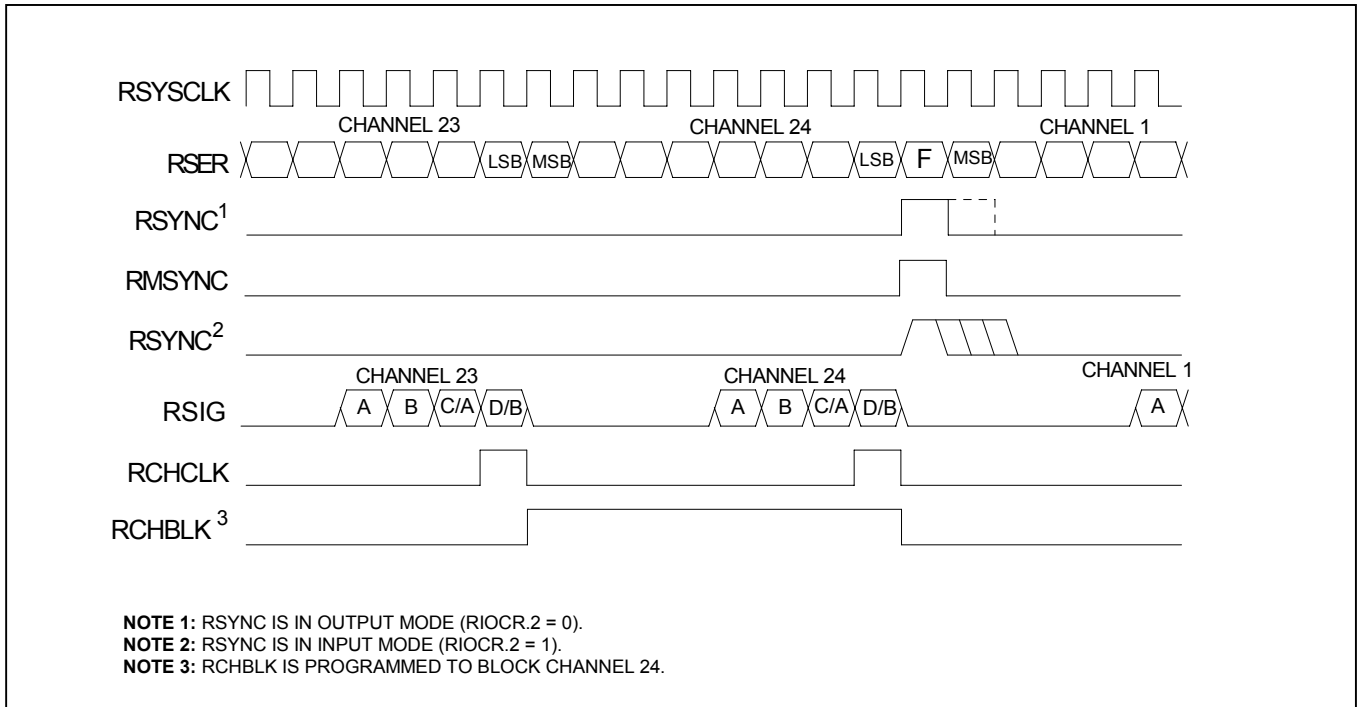 RSYSCLK
CHANNEL 23 CHANNEL 24 CHANNEL 1
RSER LSB MSB LSB F MSB
RSYNC1
RMSYNC
RSYNC2
CHANNEL 23 CHANNEL 24 CHANNEL 1
RSIG A B C/A D/B A B C/A D/B A
RCHCLK
RCHBLK 3
NOTE 1: RSYNC IS IN OUTPUT MODE (RIOCR.2 = 0).
NOTE 2: RSYNC IS IN INPUT MODE (RIOCR.2 = 1).
NOTE 3: RCHBLK IS PROGRAMMED TO BLOCK CHANNEL 24.